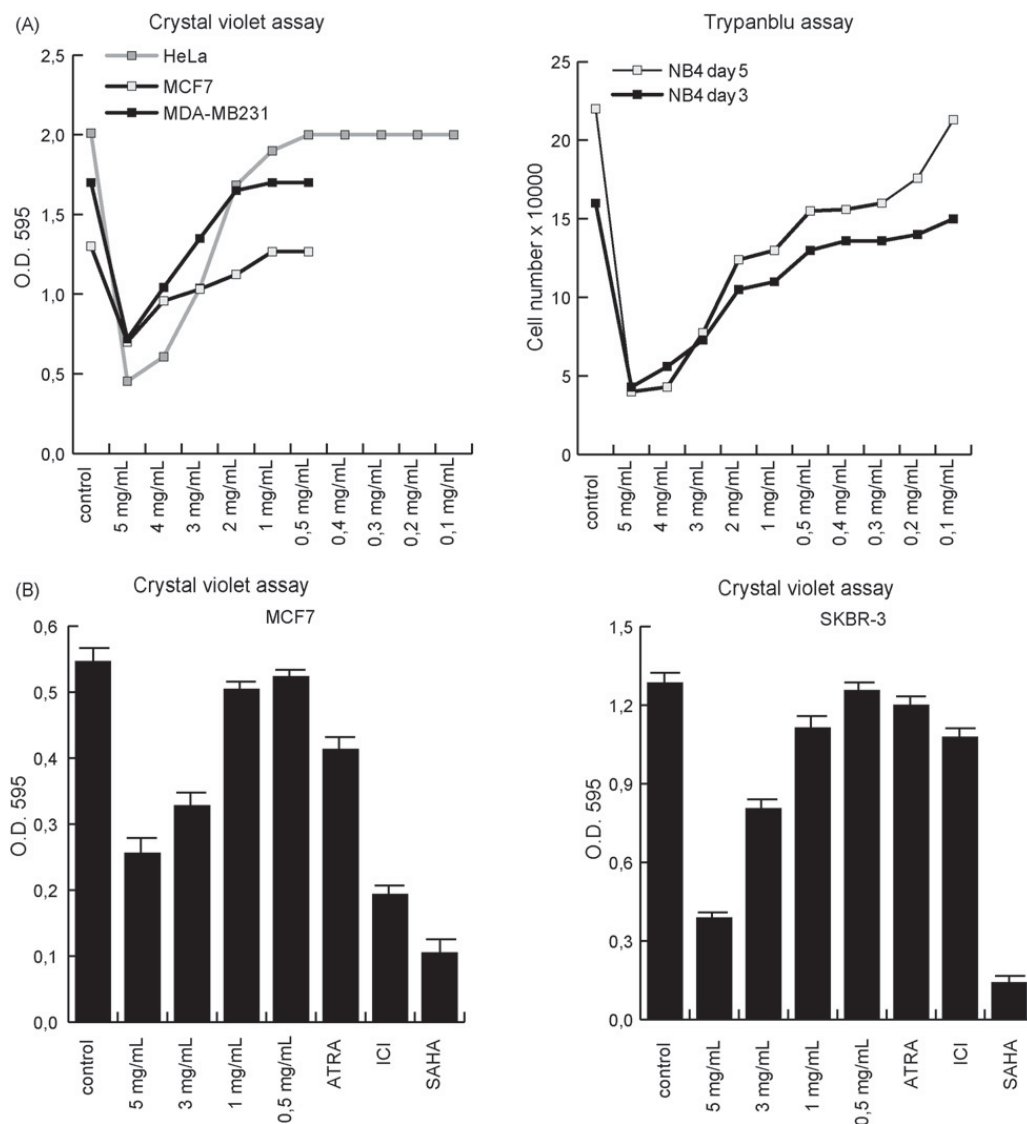 (A)
Crystal violet assay
HeLa
MCF7
MDA-MB231
O.D. 595
2,5
2,0
1,5
1,0
0,5
0,0
control
5 mg/mL
4 mg/mL
3 mg/mL
2 mg/mL
1 mg/mL
0,5 mg/mL
0,4 mg/mL
0,3 mg/mL
0,2 mg/mL
0,1 mg/mL
Trypanblu assay
NB4 day 5
NB4 day 3
Cell number x 10000
25
20
15
10
5
0
control
5 mg/mL
4 mg/mL
3 mg/mL
2 mg/mL
1 mg/mL
0,5 mg/mL
0,4 mg/mL
0,3 mg/mL
0,2 mg/mL
0,1 mg/mL
(B)
Crystal violet assay
MCF7
O.D. 595
0,6
0,5
0,4
0,3
0,2
0,1
0,0
control
5 mg/mL
3 mg/mL
1 mg/mL
0,5 mg/mL
ATRA
ICI
SAHA
Crystal violet assay
SKBR-3
O.D. 595
1,5
1,2
0,9
0,6
0,3
0,0
control
5 mg/mL
3 mg/mL
1 mg/mL
0,5 mg/mL
ATRA
ICI
SAHA